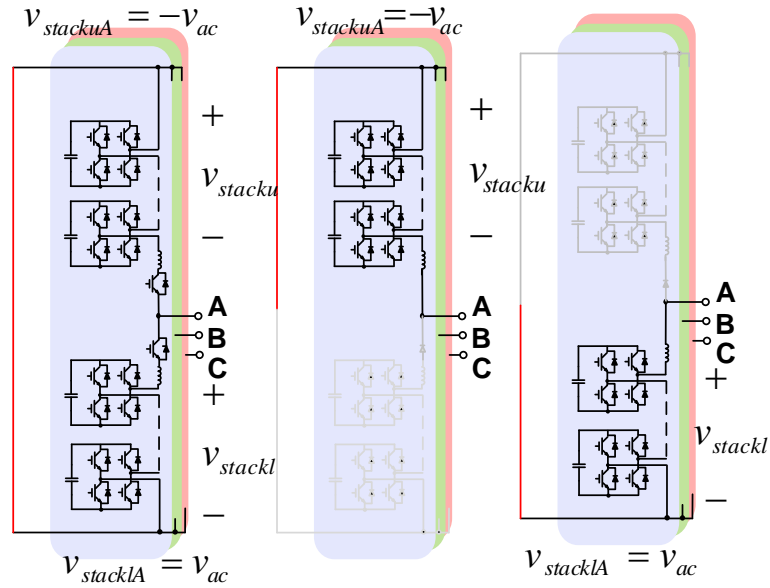 v_stackuA = −v_ac
+
v_stacku
−
A
B
C
+
v_stackl
−
v_stacklA = v_ac
v_stackuA = −v_ac
+
v_stacku
−
A
B
C
A
B
C
+
v_stackl
−
v_stacklA = v_ac